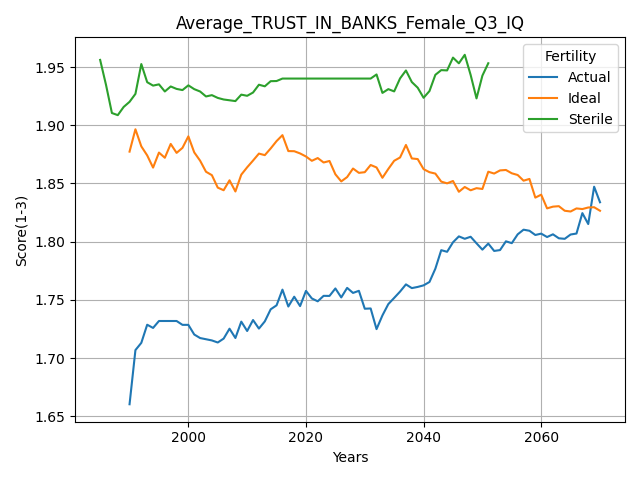 Average_TRUST_IN_BANKS_Female_Q3_IQ
Score(1-3)
1.95
1.90
1.85
1.80
1.75
1.70
1.65
Fertility
Actual
Ideal
Sterile
2000
2020
2040
2060
Years